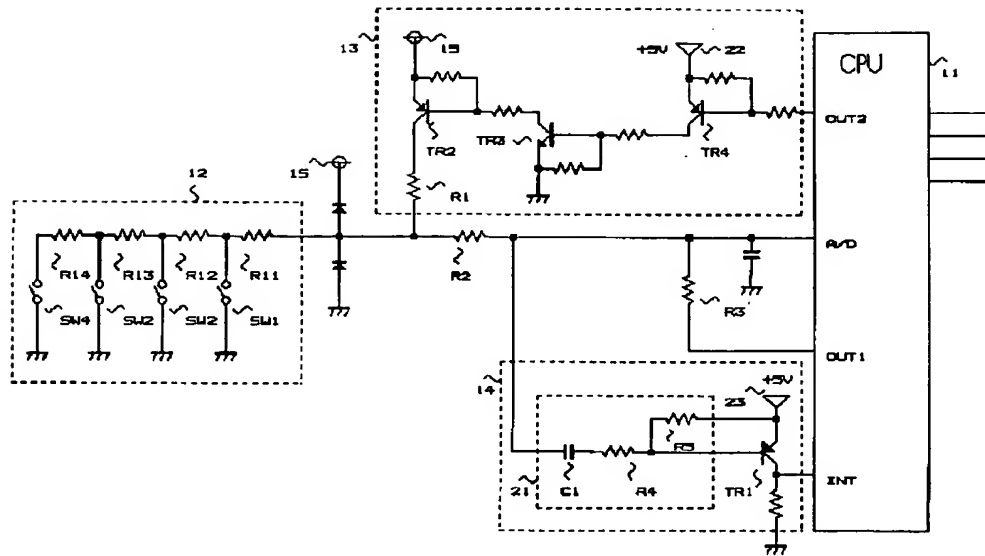 13
15
+5V
22
CPU
11
OUT2
TR2
TR3
TR4
12
15
R1
A/D
R14
R13
R12
R11
R2
R3
SW4
SW2
SW2
SW1
OUT1
14
+5V
23
R5
21
C1
R4
TR1
INT